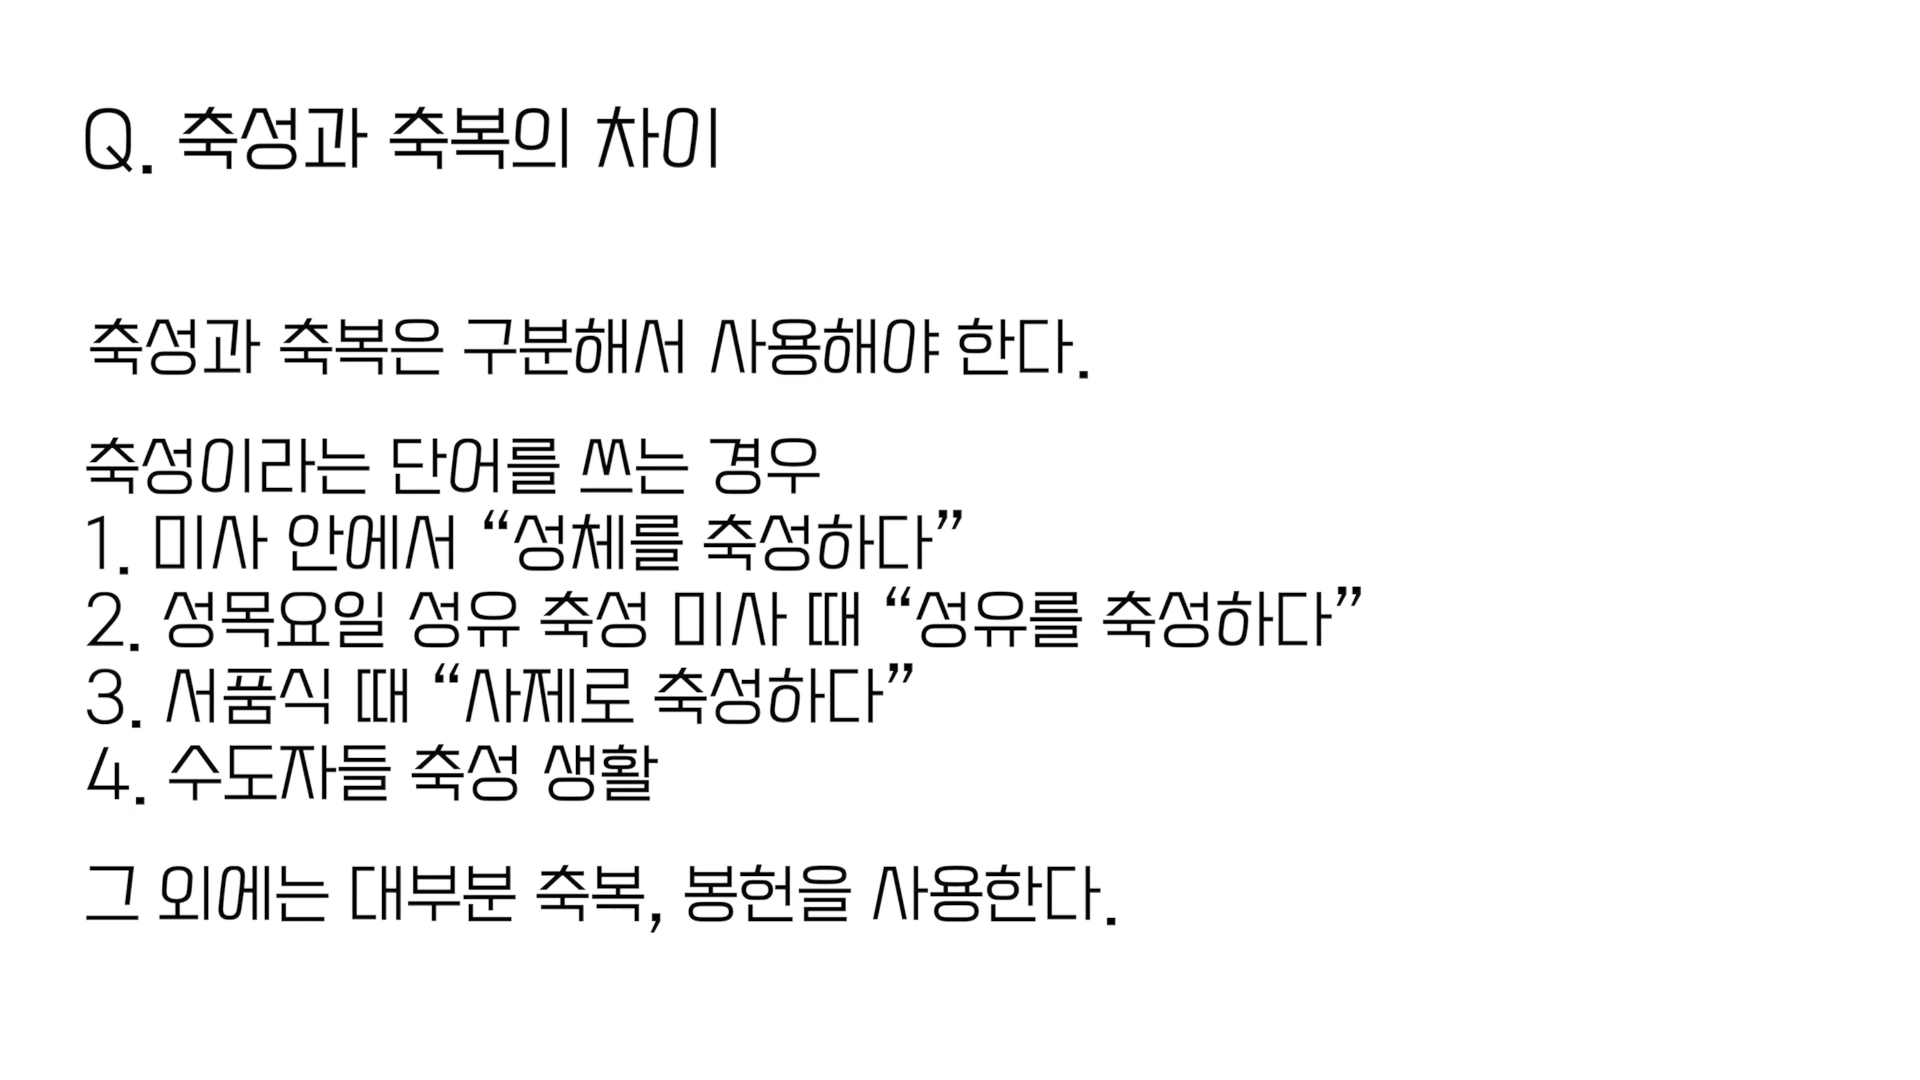 Q. 축성과 축복의 차이
축성과 축복은 구분해서 사용해야 한다.
축성이라는 단어를 쓰는 경우
1. 미사 안에서 “성체를 축성하다”
2. 성목요일 성유 축성 미사 때 “성유를 축성하다”
3. 서품식 때 “사제로 축성하다”
4. 수도자들 축성 생활
그 외에는 대부분 축복, 봉헌을 사용한다.